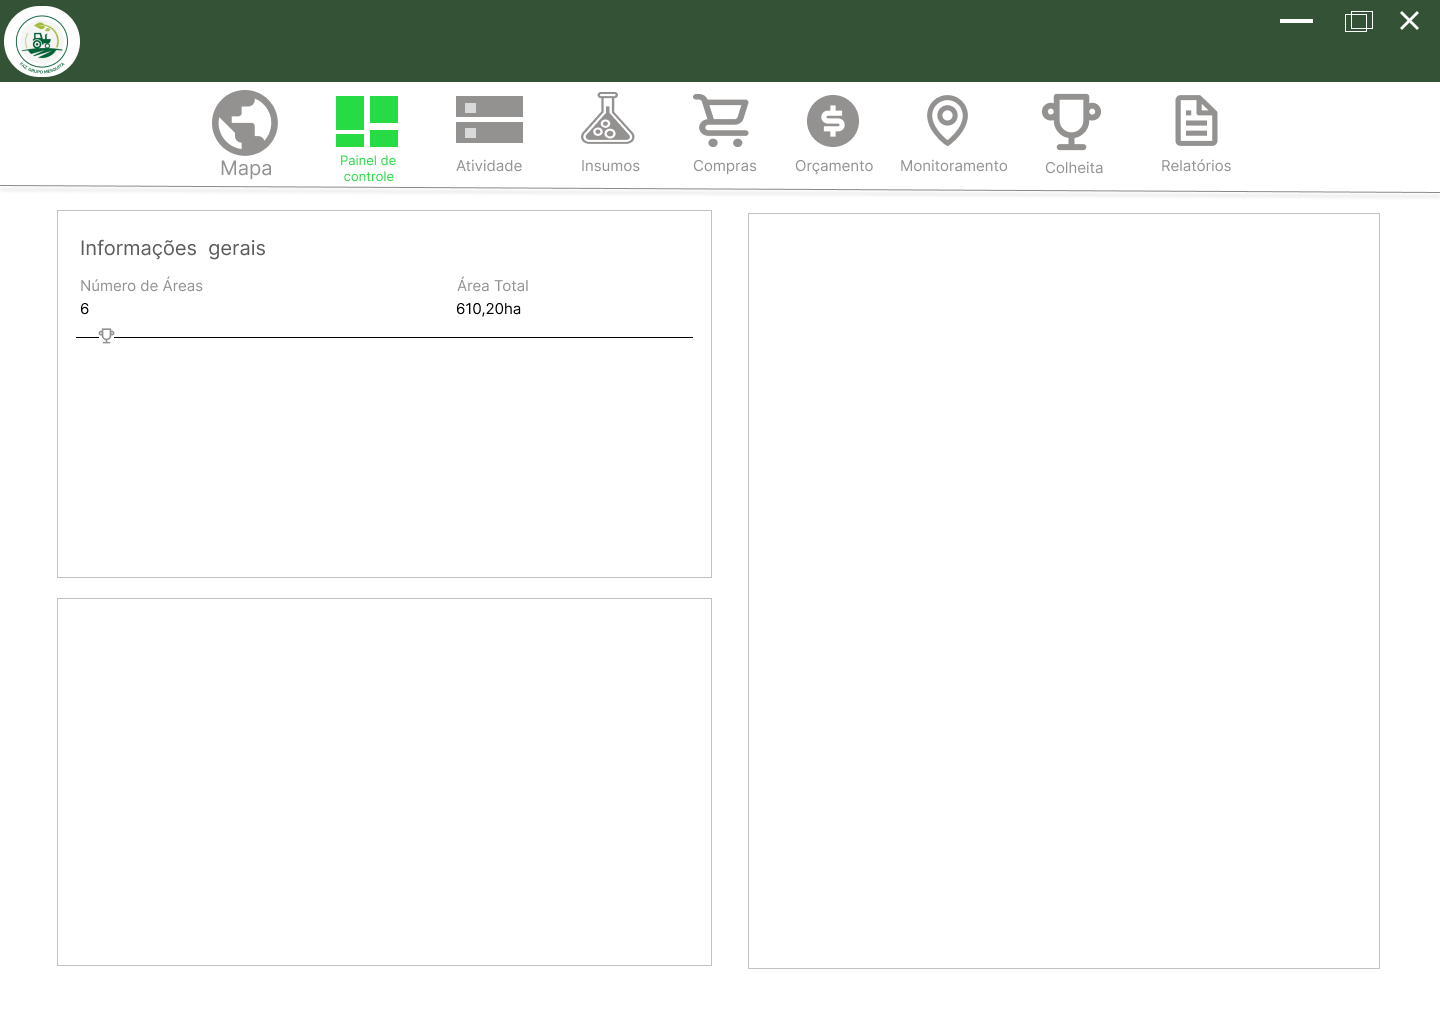 FAZ. GRUPO MESQUITA
Mapa
Painel de
controle
Atividade
Insumos
Compras
Orçamento
Monitoramento
Colheita
Relatórios
Informações gerais
Número de Áreas
Área Total
6
610,20ha